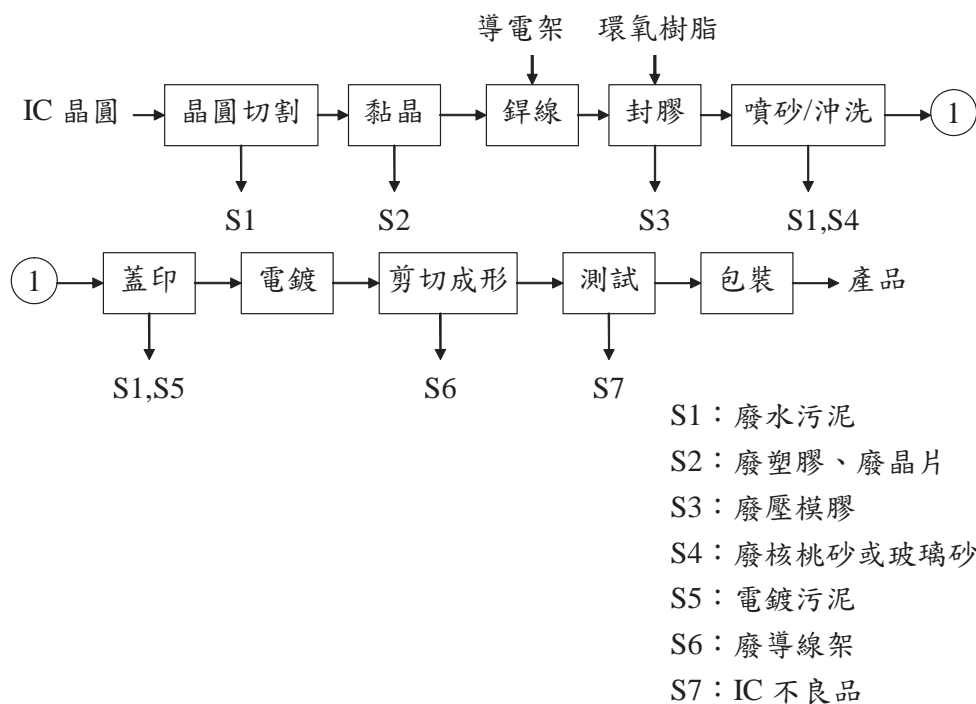 導電架 環氧樹脂
IC 晶圓 晶圓切割 黏晶 銲線 封膠 噴砂/沖洗 1
S1 S2 S3 S1,S4
1 蓋印 電鍍 剪切成形 測試 包裝 產品
S1,S5 S6 S7
S1：廢水污泥
S2：廢塑膠、廢晶片
S3：廢壓模膠
S4：廢核桃砂或玻璃砂
S5：電鍍污泥
S6：廢導線架
S7：IC 不良品